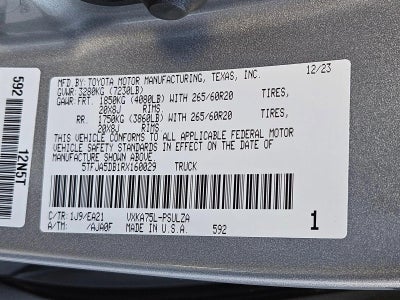 MFD. BY: TOYOTA MOTOR MANUFACTURING, TEXAS, INC. 12/23
GVWR: 3280KG (7230LB)
GAWR: FRT. 1850KG (4080LB) WITH 265/60R20 TIRES,
20X8J RIMS
RR. 1750KG (3860LB) WITH 265/60R20 TIRES,
20X8J RIMS
THIS VEHICLE CONFORMS TO ALL APPLICABLE FEDERAL MOTOR
VEHICLE SAFETY STANDARDS IN EFFECT ON THE DATE OF
MANUFACTURE SHOWN ABOVE.
5TFJA5DB1RX160029 TRUCK
C/TR: 1J9/EA21 VXKA75L-PSULZA
A/TM: /AJA0F MADE IN U.S.A. 592
1
592 12N5T